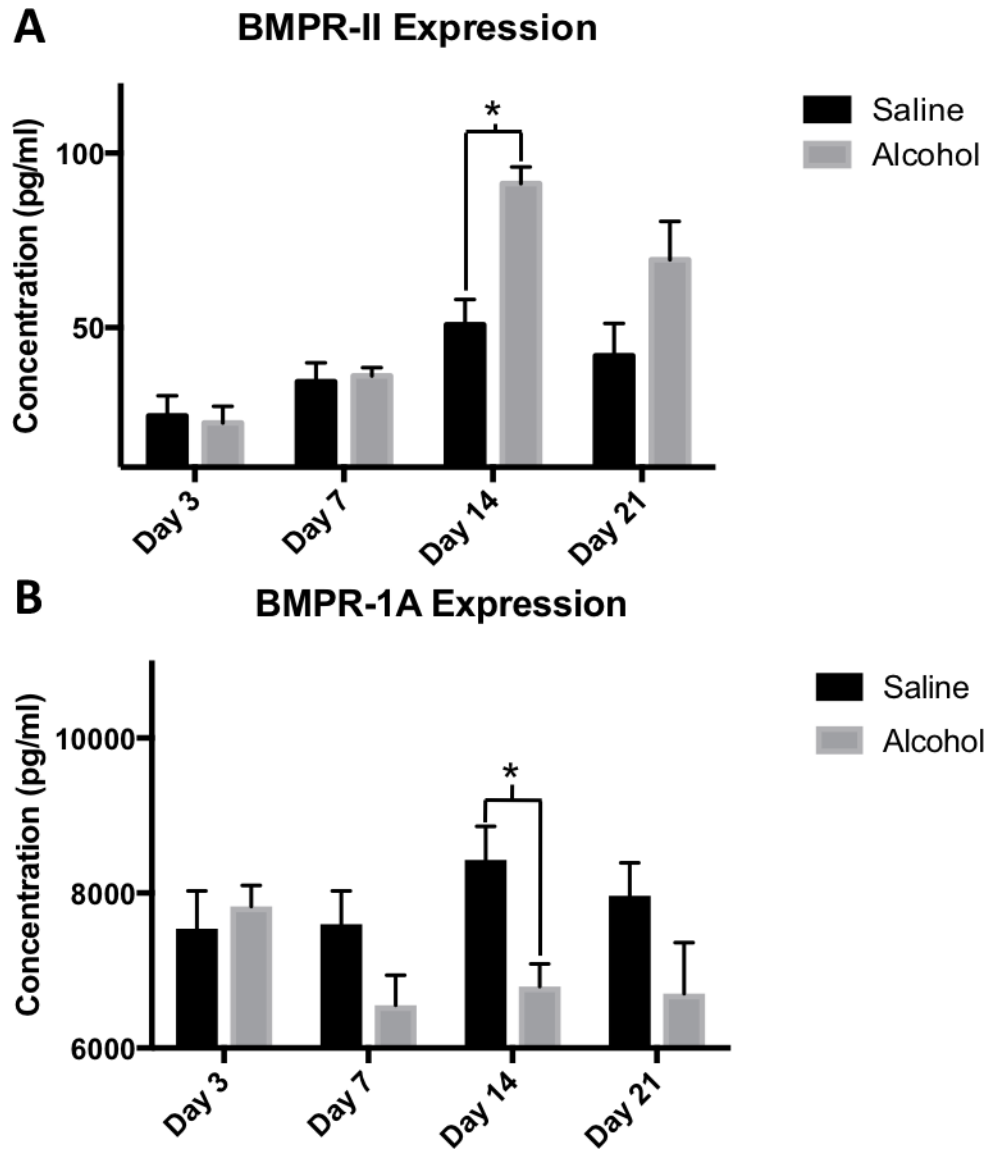 A
BMPR-II Expression
Concentration (pg/ml)
100
50
*
Saline
Alcohol
Day 3
Day 7
Day 14
Day 21
B
BMPR-1A Expression
Concentration (pg/ml)
10000
8000
6000
*
Saline
Alcohol
Day 3
Day 7
Day 14
Day 21